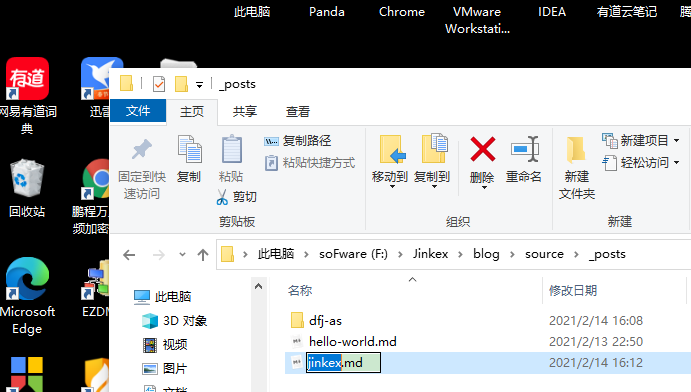 此电脑
Panda
Chrome
VMware
Workstati...
IDEA
有道云笔记
有道
网易有道词
典
迅雷
回收站
鹏程万
频加密
Microsoft
Edge
EZDM
_posts
文件
主页
共享
查看
固定到快
速访问
复制
粘贴
复制路径
粘贴快捷方式
剪切
剪贴板
移动到
复制到
删除
重命名
组织
新建
文件夹
新建项目
轻松访问
新建
此电脑 > soFware (F:) > Jinkex > blog > source > _posts
此电脑
3D 对象
视频
图片
文档
名称
修改日期
dfj-as
2021/2/14 16:08
hello-world.md
2021/2/13 22:50
jinkex.md
2021/2/14 16:12